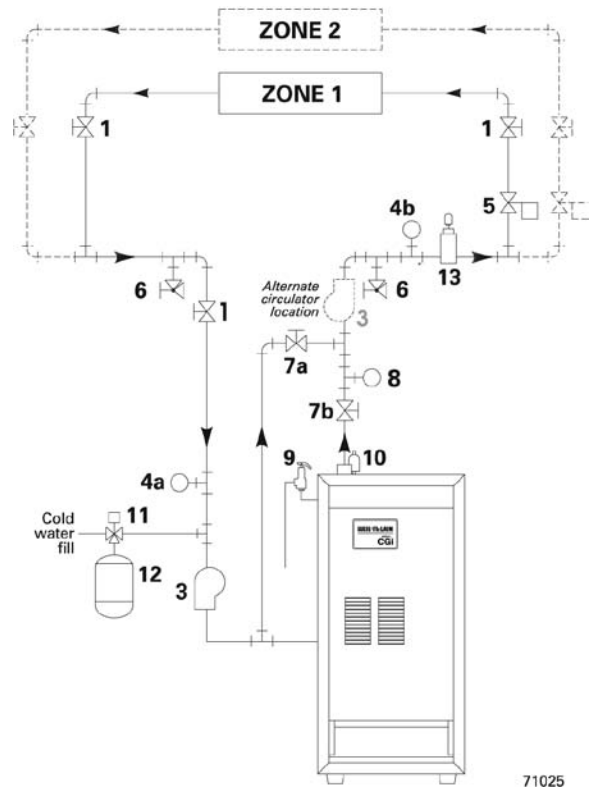 ZONE 2
ZONE 1
1
1
5
4b
13
6
1
Alternate
circulator
location
3
6
7a
8
7b
9
10
4a
11
Cold
water
fill
12
3
CGi
71025